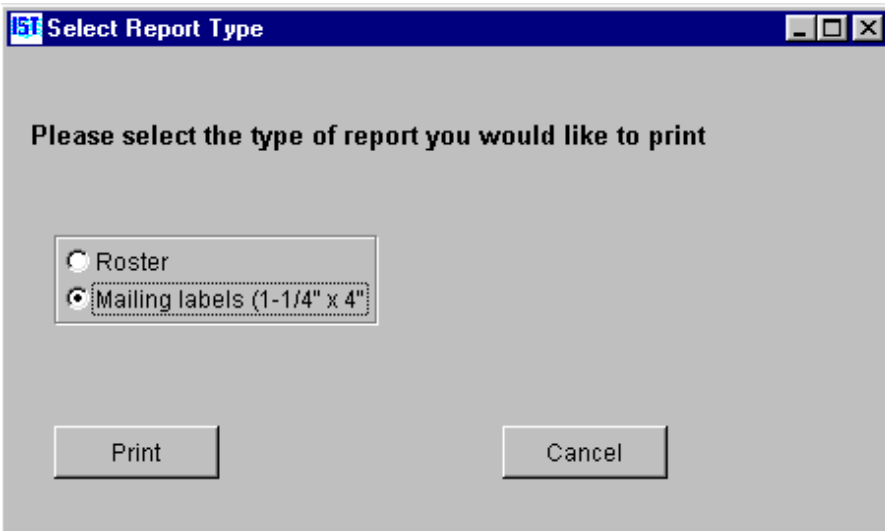 IST Select Report Type
Please select the type of report you would like to print
Roster
Mailing labels (1-1/4" x 4"
Print Cancel